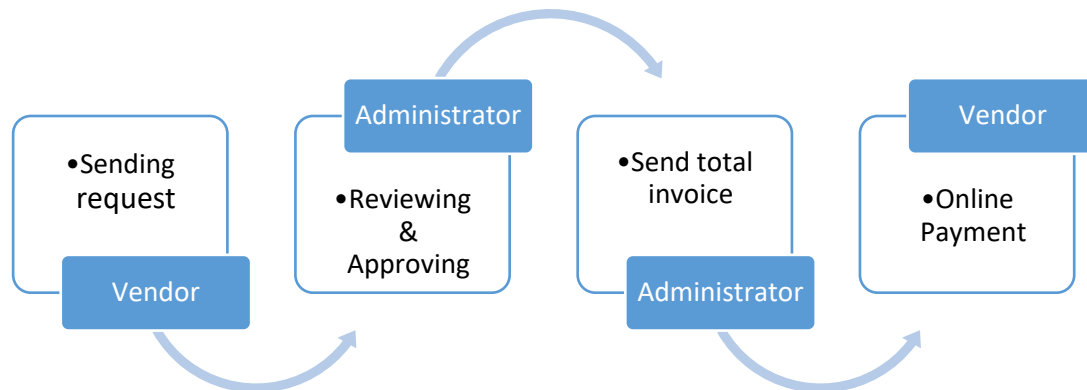 •Sending
request
Vendor
Administrator
•Reviewing
&
Approving
•Send total
invoice
Administrator
Vendor
•Online
Payment